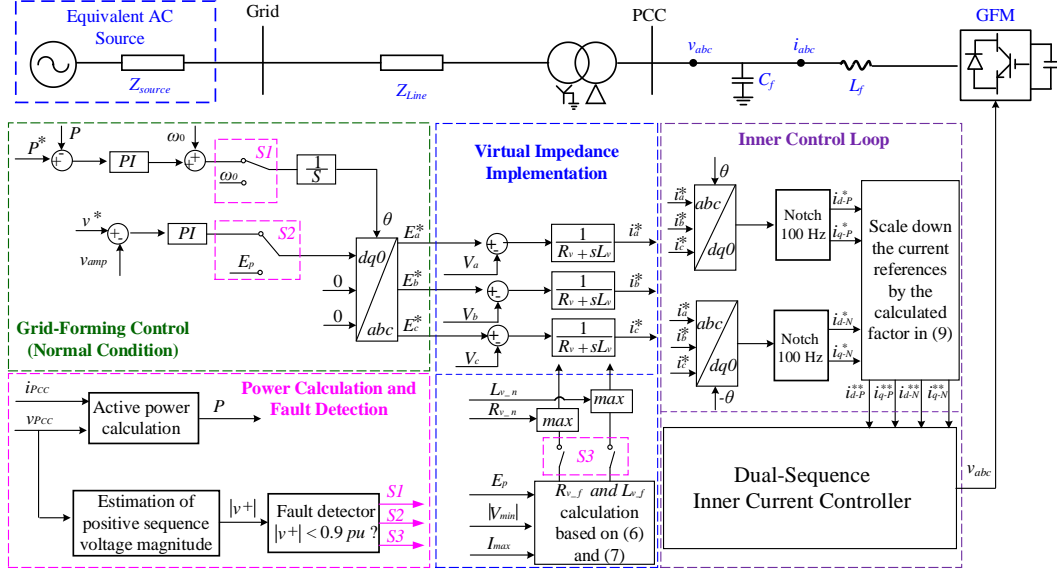 Equivalent AC
Source
Z_source
Grid
Z_Line
PCC
v_abc
i_abc
C_f
L_f
GFM
P*
P
-
-
PI
ω0
+
+
S1
ω0
1
S
θ
v*
+
-
v_amp
PI
S2
E_p
0
0
dq0
abc
E_a*
E_b*
E_c*
Grid-Forming Control
(Normal Condition)
Virtual Impedance
Implementation
+
-
V_a
1
R_v + sL_v
i_a*
+
-
V_b
1
R_v + sL_v
i_b*
+
-
V_c
1
R_v + sL_v
i_c*
Inner Control Loop
θ
i_a*
i_b*
i_c*
abc
dq0
Notch
100 Hz
i_d-P*
i_q-P*
i_a*
i_b*
i_c*
abc
dq0
-θ
Notch
100 Hz
i_d-N*
i_q-N*
Scale down
the current
references
by the
calculated
factor in (9)
i_d-P** i_q-P** i_d-N** i_q-N**
Dual-Sequence
Inner Current Controller
v_abc
Power Calculation and
Fault Detection
i_PCC
v_PCC
Active power
calculation
P
Estimation of
positive sequence
voltage magnitude
|v+|
Fault detector
|v+| < 0.9 pu ?
S1
S2
S3
L_v_n
R_v_n
max
max
S3
E_p
|V_min|
I_max
R_v_f and L_v_f
calculation
based on (6)
and (7)